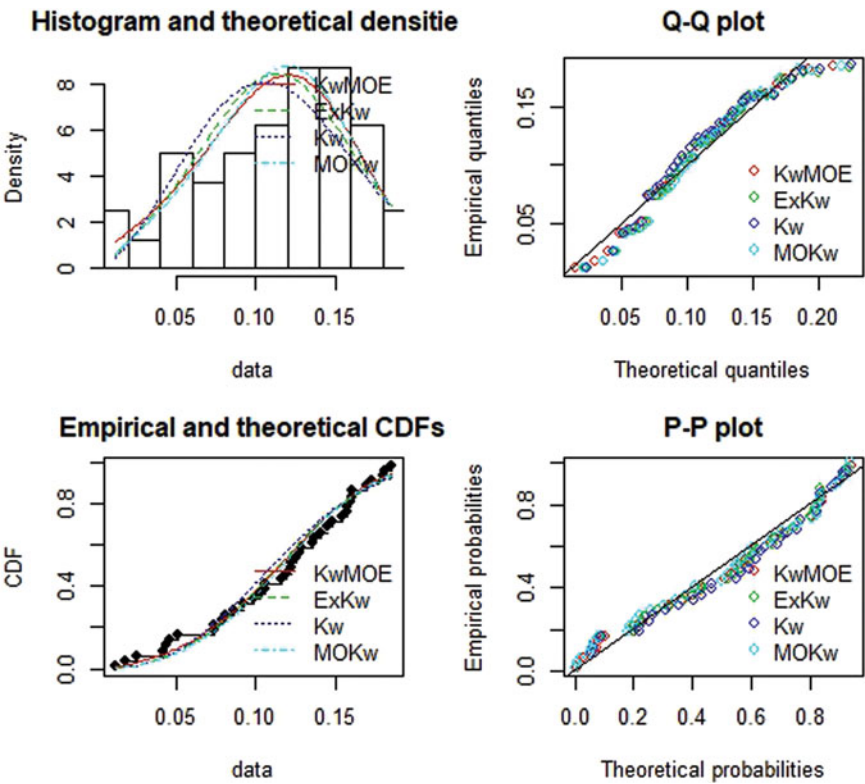 Histogram and theoretical densitie
Density
0 2 4 6 8
KwMOE
ExKw
Kw
MOKw
0.05 0.10 0.15
data
Q-Q plot
Empirical quantiles
0.05 0.15
KwMOE
ExKw
Kw
MOKw
0.05 0.10 0.15 0.20
Theoretical quantiles
Empirical and theoretical CDFs
CDF
0.0 0.4 0.8
KwMOE
ExKw
Kw
MOKw
0.05 0.10 0.15
data
P-P plot
Empirical probabilities
0.0 0.4 0.8
KwMOE
ExKw
Kw
MOKw
0.0 0.2 0.4 0.6 0.8
Theoretical probabilities